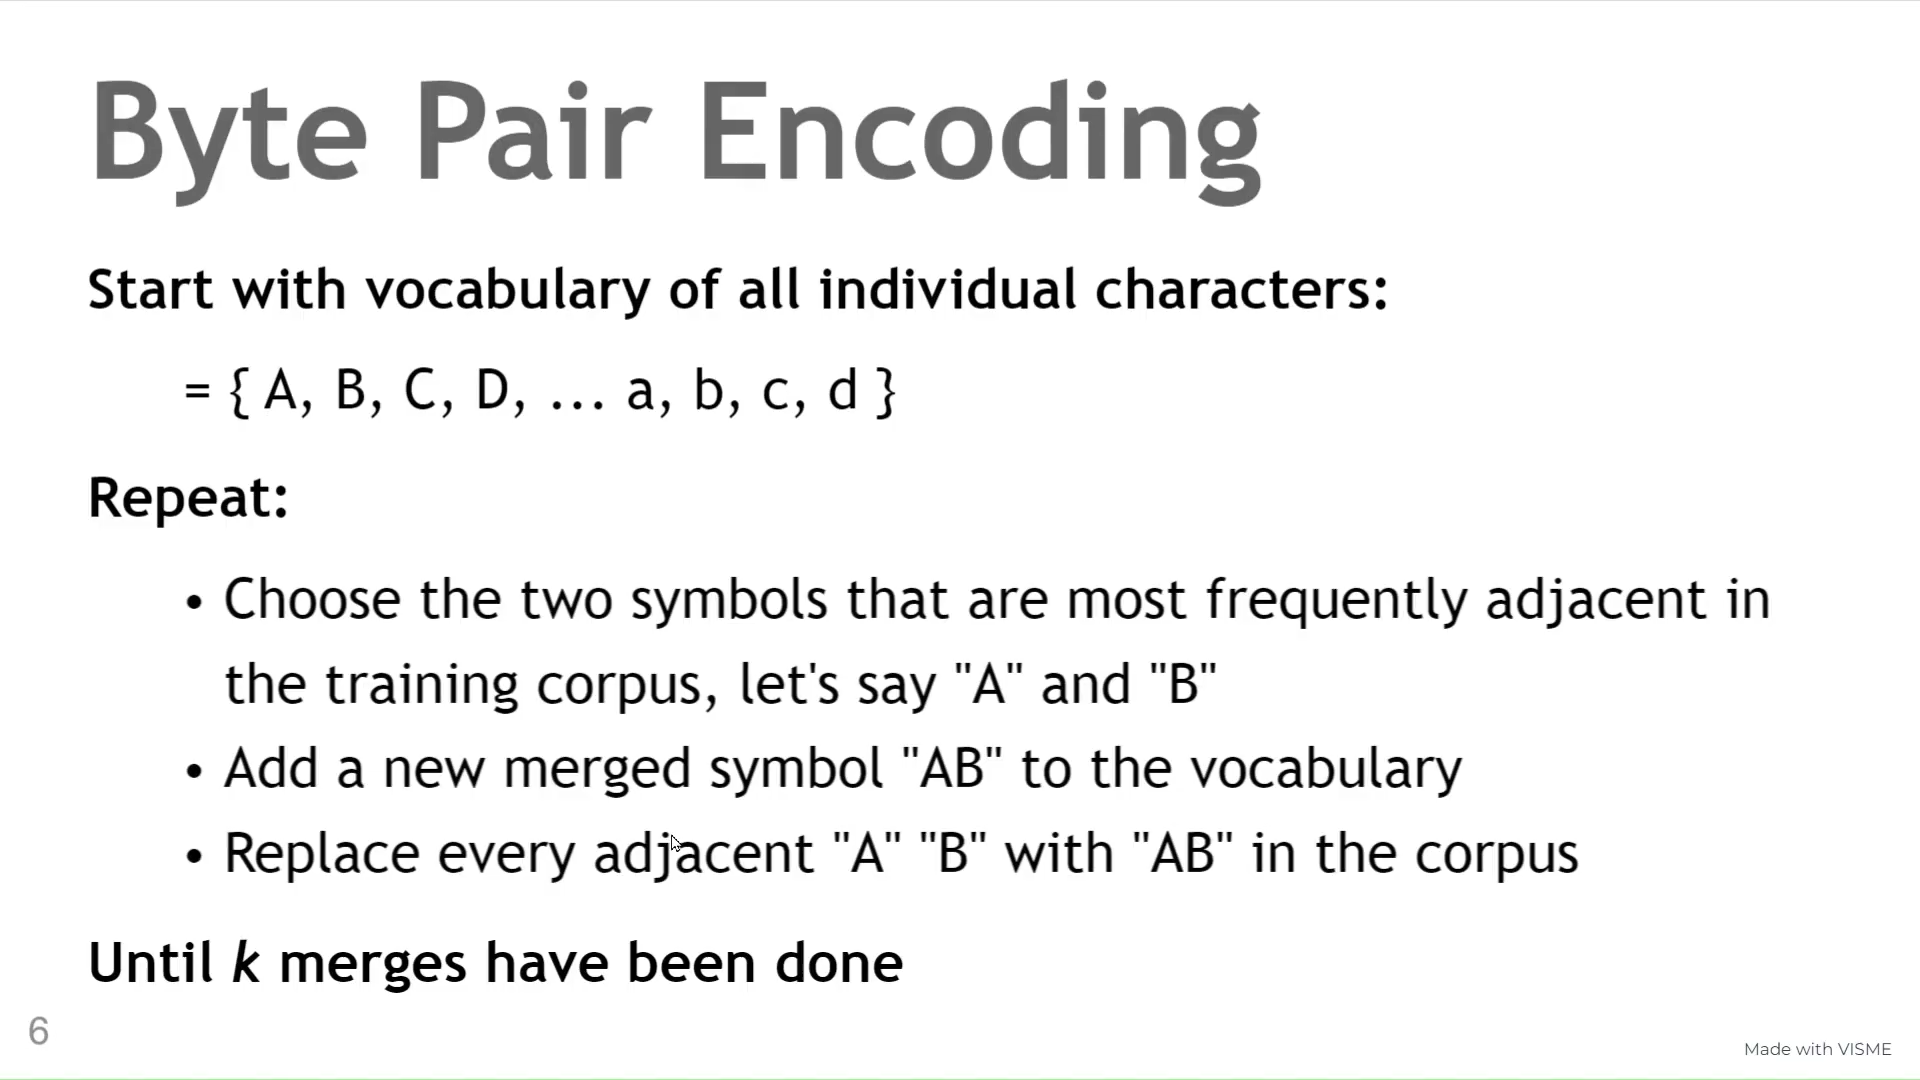 Byte Pair Encoding
Start with vocabulary of all individual characters:
= { A, B, C, D, ... a, b, c, d }
Repeat:
• Choose the two symbols that are most frequently adjacent in
the training corpus, let's say "A" and "B"
• Add a new merged symbol "AB" to the vocabulary
• Replace every adjacent "A" "B" with "AB" in the corpus
Until k merges have been done
6
Made with VISME